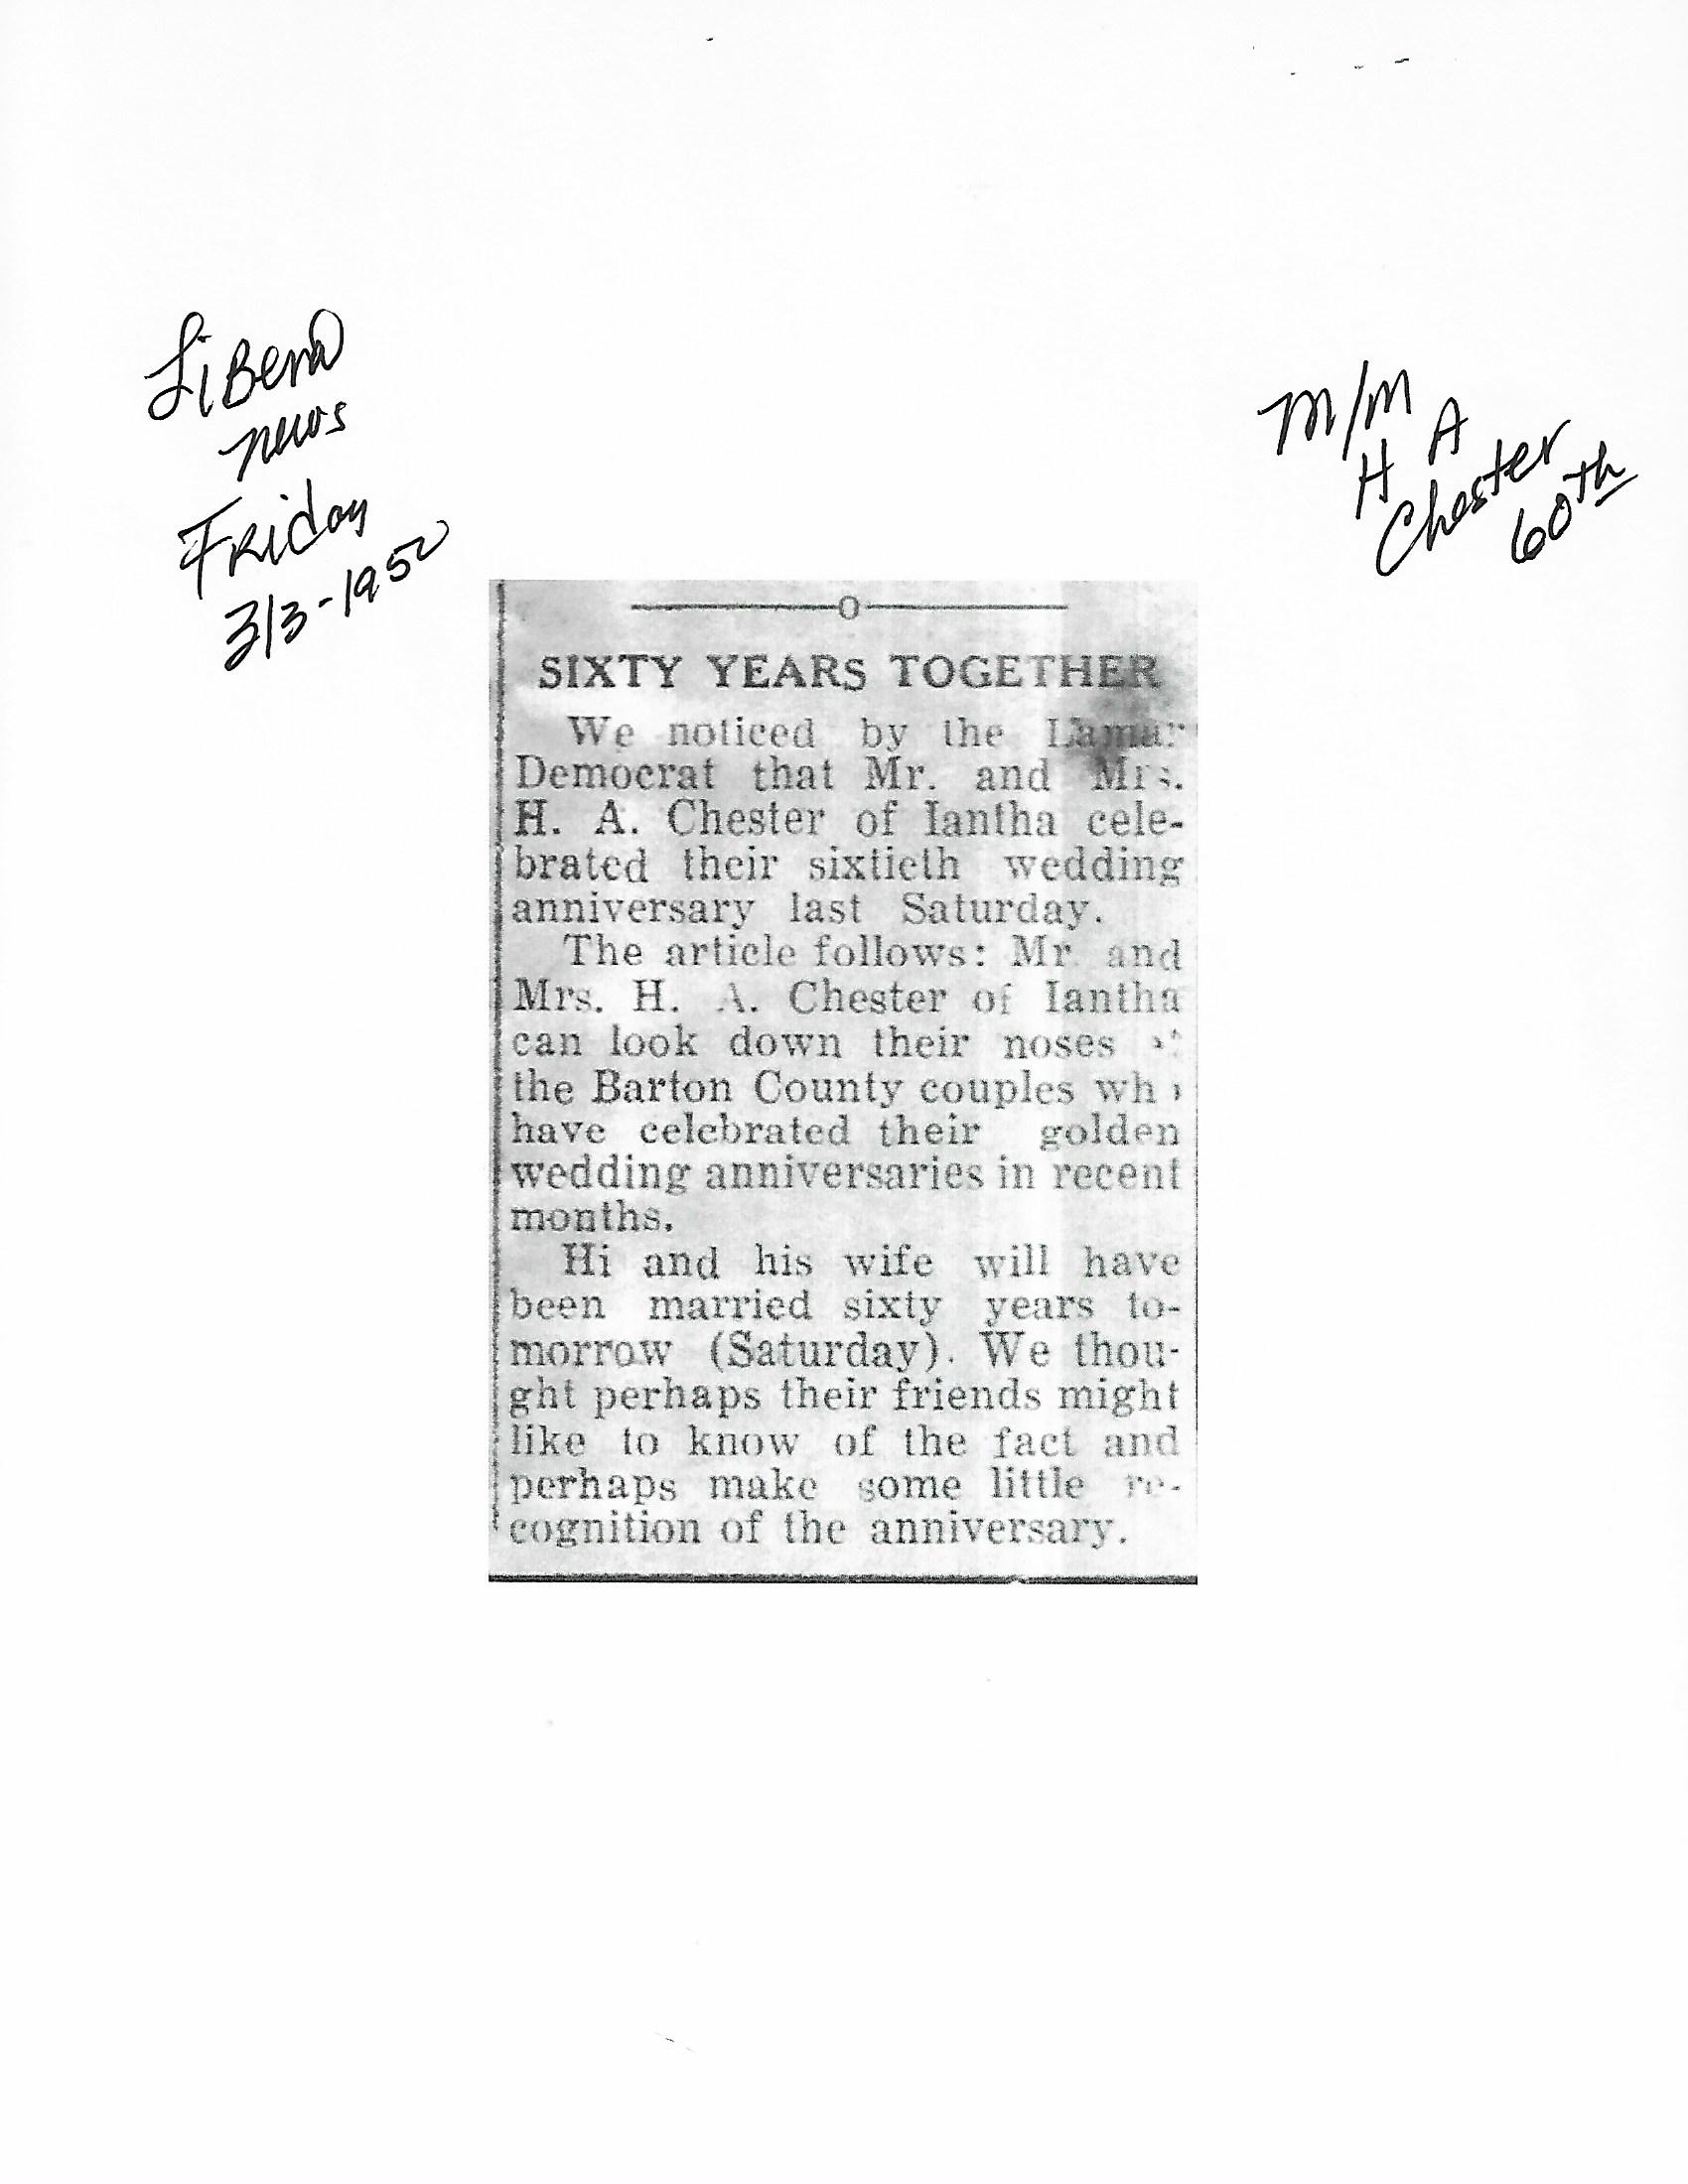 Liberal
news
Friday
3/3-1950
M/M
H A
Chester
60th
O
SIXTY YEARS TOGETHER
We noticed by the Lamar
Democrat that Mr. and Mrs.
H. A. Chester of Iantha cele-
brated their sixtieth wedding
anniversary last Saturday.
The article follows: Mr. and
Mrs. H. A. Chester of Iantha
can look down their noses at
the Barton County couples who
have celebrated their golden
wedding anniversaries in recent
months.
Hi and his wife will have
been married sixty years to-
morrow (Saturday). We thou-
ght perhaps their friends might
like to know of the fact and
perhaps make some little re-
cognition of the anniversary.